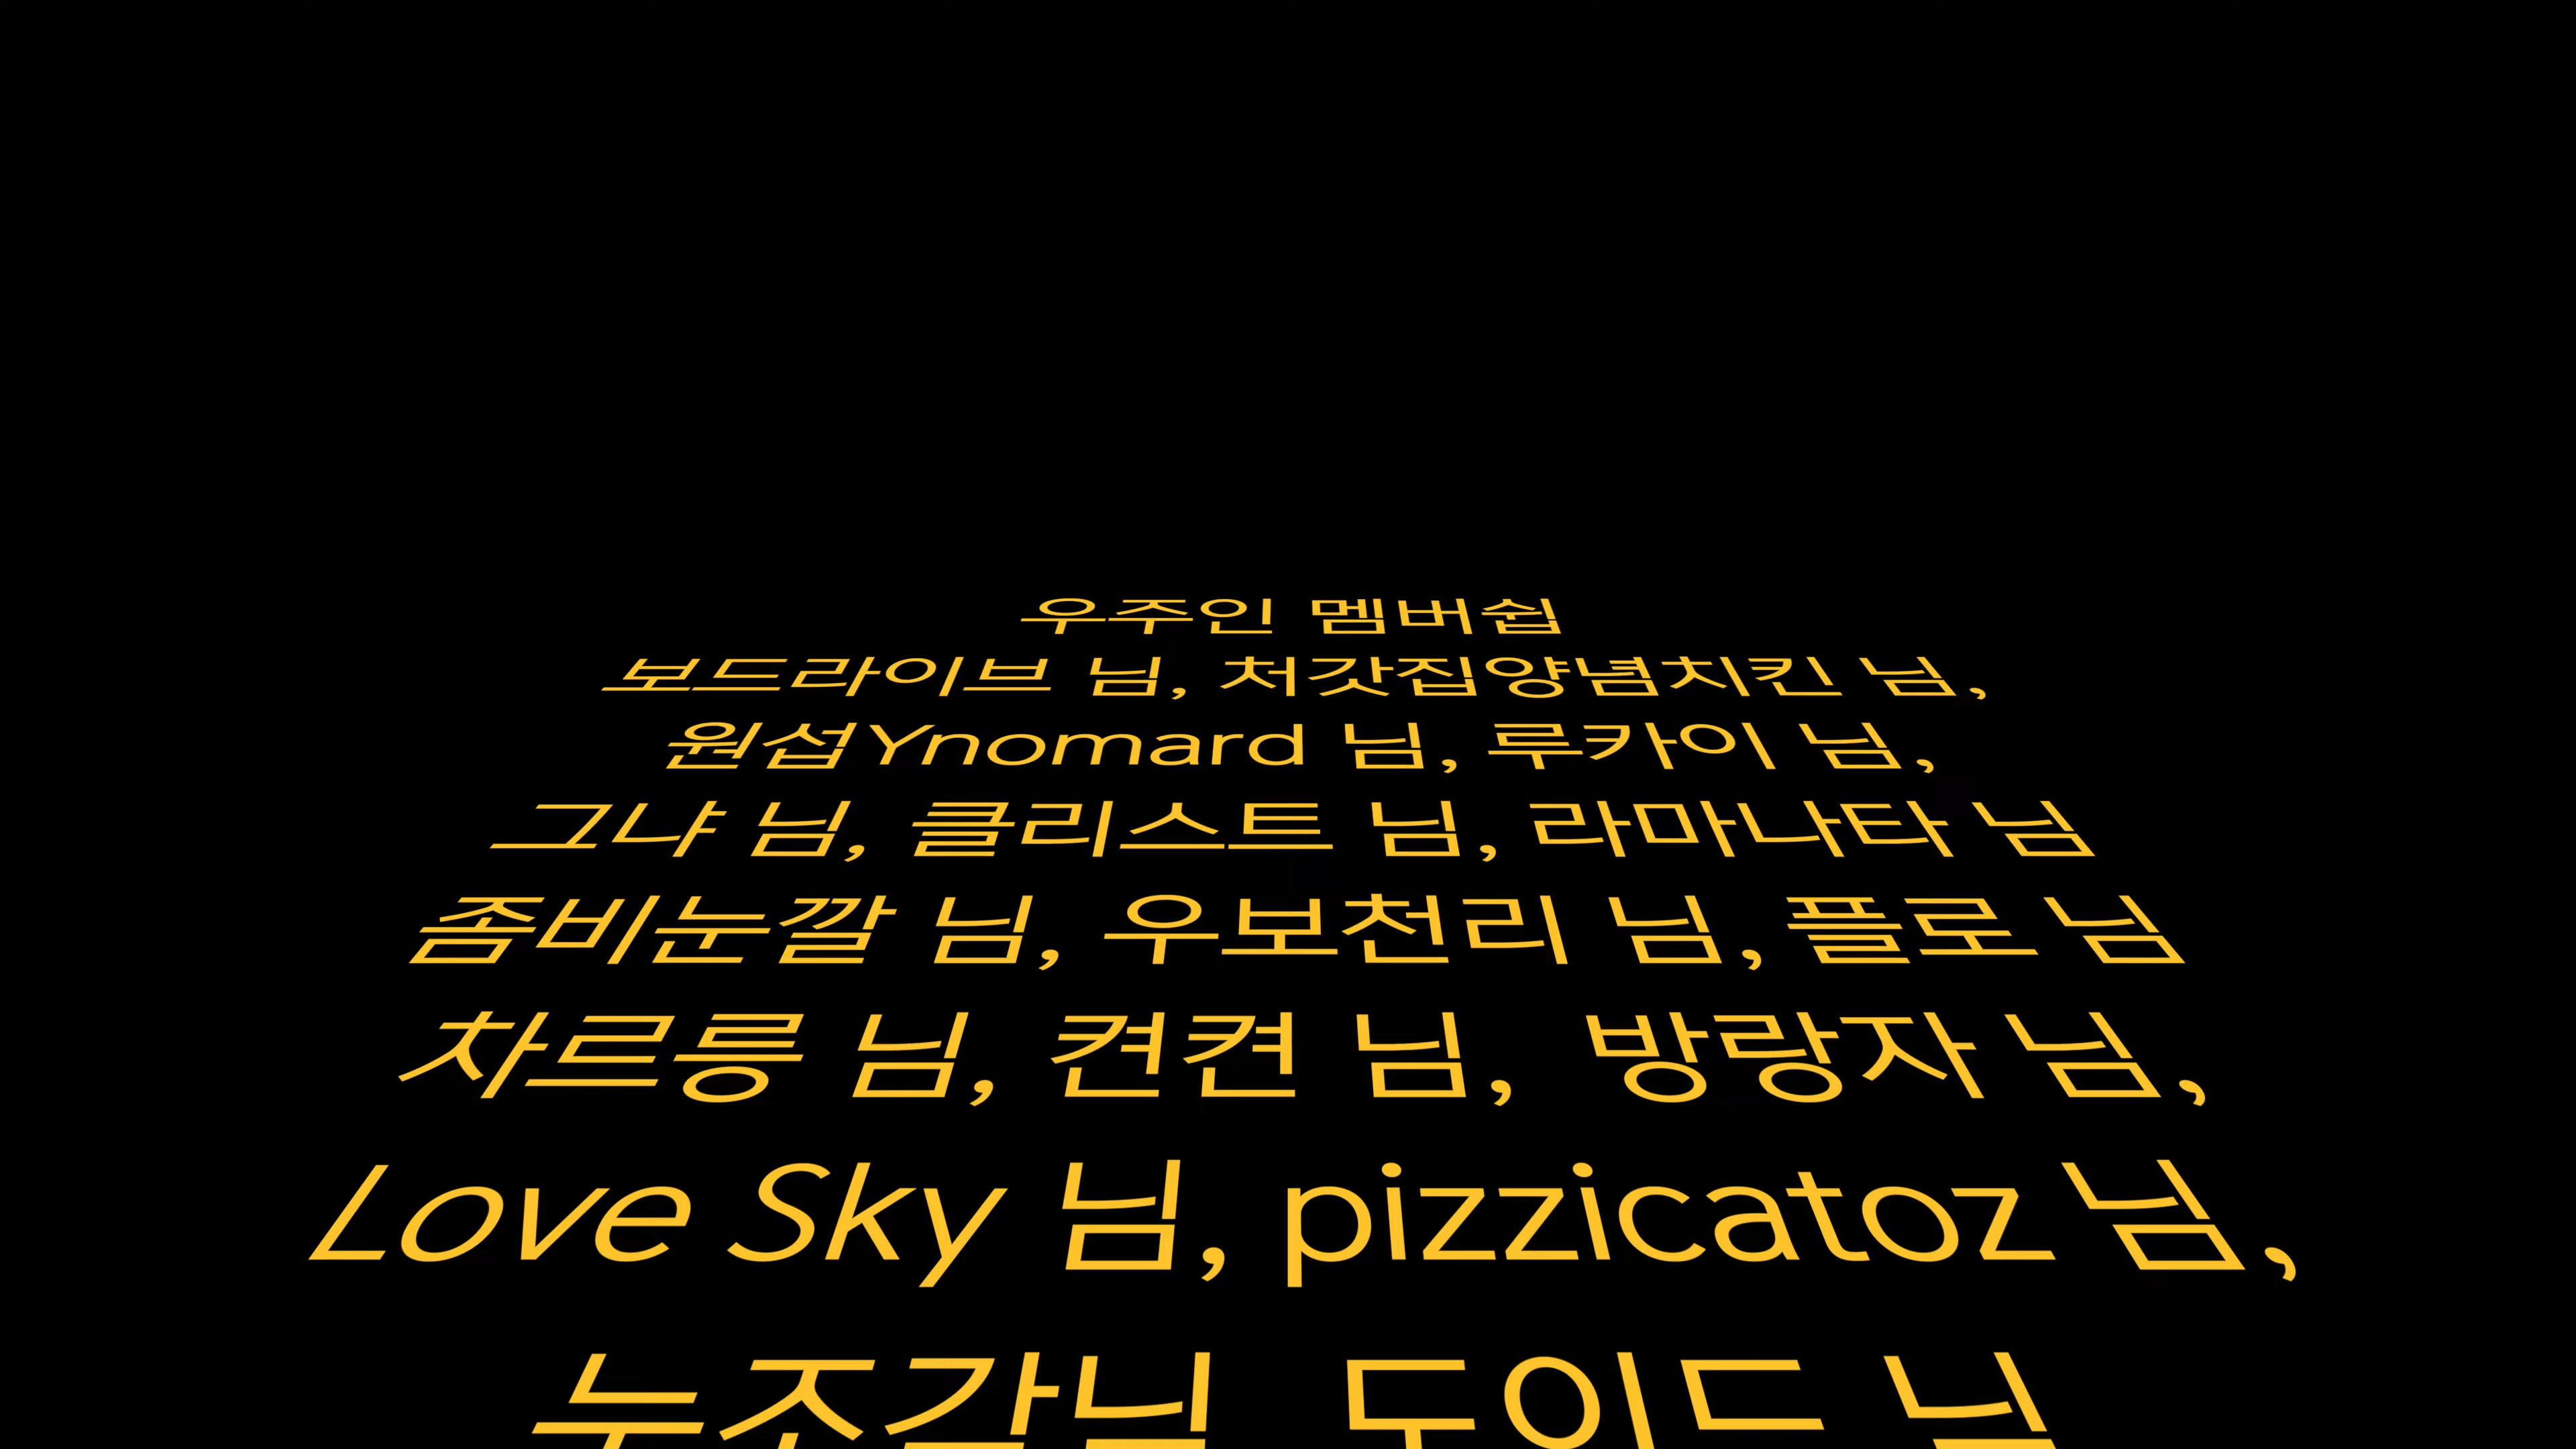 우주인 멤버쉽
보드라이브 님, 처갓집양념치킨 님,
원섭Ynomard 님, 루카이 님,
그냐 님, 클리스트 님, 라마나타 님
좀비눈깔 님, 우보천리 님, 플로 님
차르릉 님, 켠켠 님, 방랑자 님,
Love Sky 님, pizzicatoz 님,
님